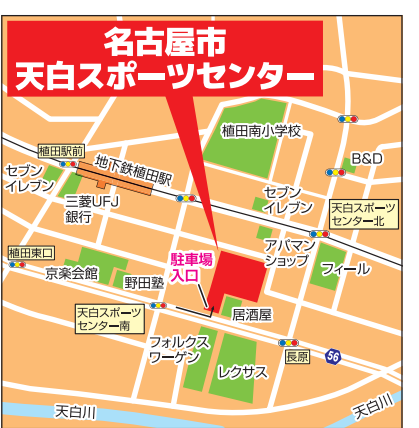 名古屋市
天白スポーツセンター
植田南小学校
植田駅前
地下鉄植田駅
B&D
セブン
イレブン
三菱UFJ
銀行
セブン
イレブン
天白スポーツ
センター北
植田東口
アパマン
ショップ
フィール
京楽会館
野田塾
駐車場
入口
天白スポーツ
センター南
居酒屋
フォルクス
ワーゲン
長原
56
レクサス
天白川
天白川